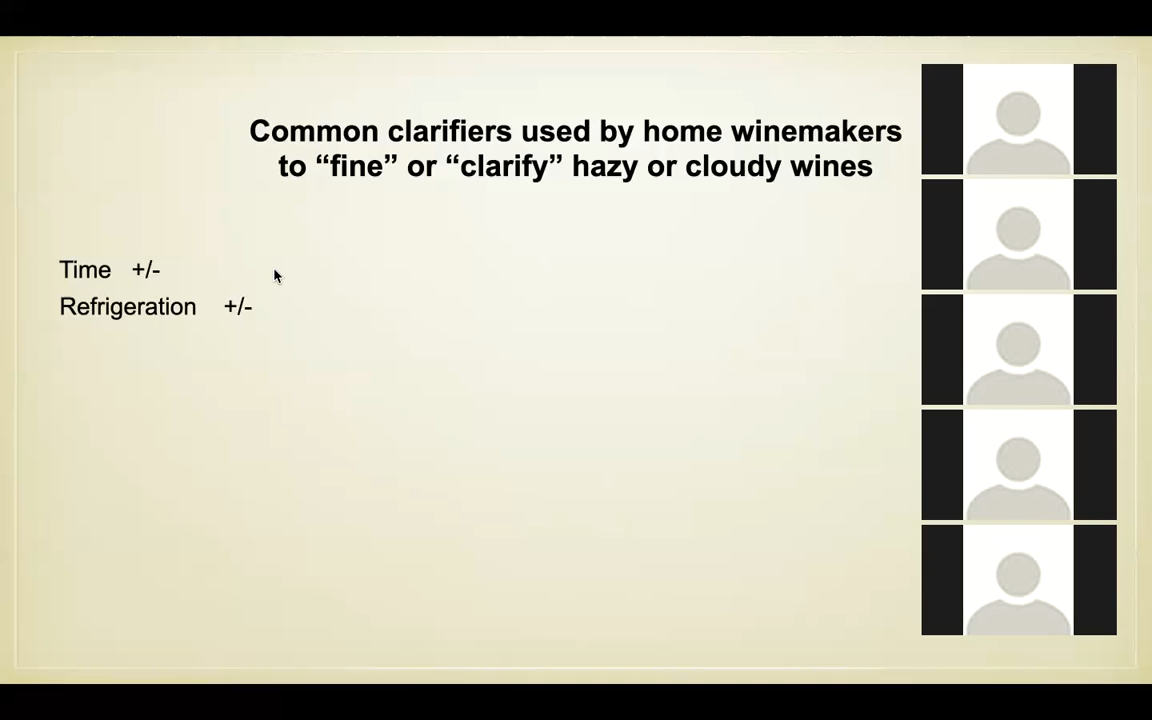 Common clarifiers used by home winemakers
to “fine” or “clarify” hazy or cloudy wines
Time +/-
Refrigeration +/-